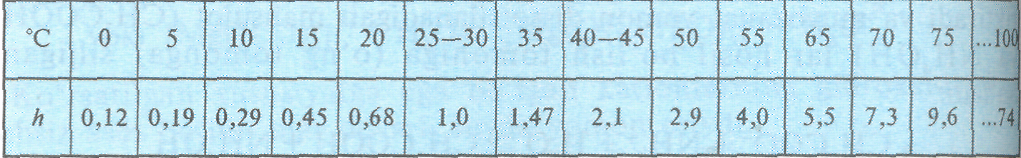 °C 0 5 10 15 20 25—30 35 40—45 50 55 65 70 75 ...100
h 0,12 0,19 0,29 0,45 0,68 1,0 1,47 2,1 2,9 4,0 5,5 7,3 9,6 ...74